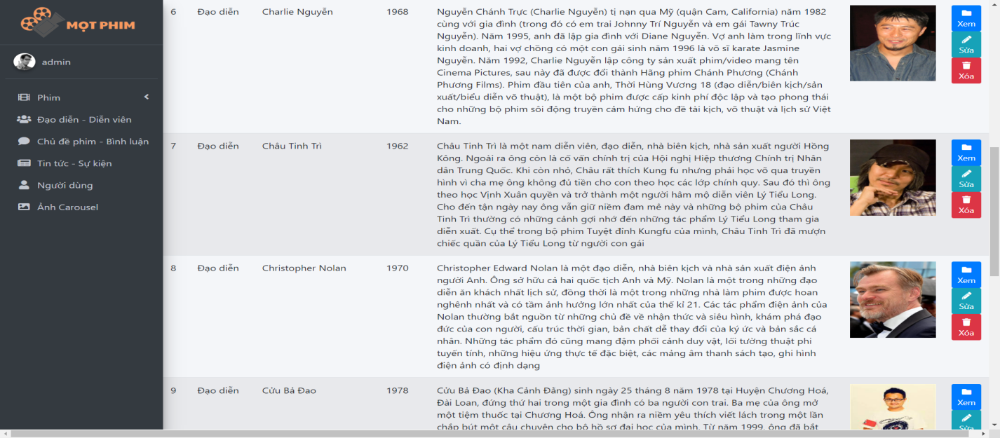 MỌT PHIM
admin
Phim
Đạo diễn - Diễn viên
Chủ đề phim - Bình luận
Tin tức - Sự kiện
Người dùng
Ảnh Carousel
6 Đạo diễn Charlie Nguyễn 1968 Nguyễn Chánh Trực (Charlie Nguyễn) tị nạn qua Mỹ (quận Cam, California) năm 1982
cùng với gia đình (trong đó có em trai Johnny Trí Nguyễn và em gái Tawny Trúc
Nguyễn). Năm 1995, anh đã lập gia đình với Diane Nguyễn. Vợ anh làm trong lĩnh vực
kinh doanh, hai vợ chồng có một con gái sinh năm 1996 là võ sĩ karate Jasmine
Nguyễn. Năm 1992, Charlie Nguyễn lập công ty sản xuất phim/video mang tên
Cinema Pictures, sau này đã được đổi thành Hãng phim Chánh Phương (Chánh
Phương Films). Phim đầu tiên của anh, Thời Hùng Vương 18 (đạo diễn/biên kịch/sản
xuất/biểu diễn võ thuật), là một bộ phim được cấp kinh phí độc lập và tạo phong thái
cho những bộ phim sôi động truyền cảm hứng cho đề tài kịch, võ thuật và lịch sử Việt
Nam.
Xem
Sửa
Xóa
7 Đạo diễn Châu Tinh Trì 1962 Châu Tinh Trì là một nam diễn viên, đạo diễn, nhà biên kịch, nhà sản xuất người Hồng
Kông. Ngoài ra ông còn là cố vấn chính trị của Hội nghị Hiệp thương Chính trị Nhân
dân Trung Quốc. Khi còn nhỏ, Châu rất thích Kung fu nhưng phải học võ qua truyền
hình vì cha mẹ ông không đủ tiền cho con theo học các lớp chính quy. Sau đó thì ông
theo học Vịnh Xuân quyền và trở thành một người hâm mộ diễn viên Lý Tiểu Long.
Cho đến tận ngày nay ông vẫn giữ niềm đam mê này và những bộ phim của Châu
Tinh Trì thường có những cảnh gợi nhớ đến những tác phẩm Lý Tiểu Long tham gia
diễn xuất. Cụ thể trong bộ phim Tuyệt đỉnh Kungfu của mình, Châu Tinh Trì đã mượn
chiếc quần của Lý Tiểu Long từ người con gái
Xem
Sửa
Xóa
8 Đạo diễn Christopher Nolan 1970 Christopher Edward Nolan là một đạo diễn, nhà biên kịch và nhà sản xuất điện ảnh
người Anh. Ông sở hữu cả hai quốc tịch Anh và Mỹ. Nolan là một trong những đạo
diễn ăn khách nhất lịch sử, đồng thời là một trong những nhà làm phim được hoan
nghênh nhất và có tầm ảnh hưởng lớn nhất của thế kỉ 21. Các tác phẩm điện ảnh của
Nolan thường bắt nguồn từ những chủ đề về nhận thức và siêu hình, khám phá đạo
đức của con người, cấu trúc thời gian, bản chất dễ thay đổi của ký ức và bản sắc cá
nhân. Những tác phẩm đó cũng mang đậm phối cảnh duy vật, lối tường thuật phi
tuyến tính, những hiệu ứng thực tế đặc biệt, các mảng âm thanh sách tạo, ghi hình
điện ảnh có định dạng
Xem
Sửa
Xóa
9 Đạo diễn Cửu Bả Đao 1978 Cửu Bả Đao (Kha Cảnh Đằng) sinh ngày 25 tháng 8 năm 1978 tại Huyện Chương Hoá,
Đài Loan, đứng thứ hai trong một gia đình có ba người con trai. Ba mẹ của ông mở
một tiệm thuốc tại Chương Hoá. Ông nhận ra niềm yêu thích viết lách trong một lần
chấp bút một câu chuyện cho bộ hồ sơ đại học của mình. Từ năm 1999, ông đã bắt
Xem
Sửa